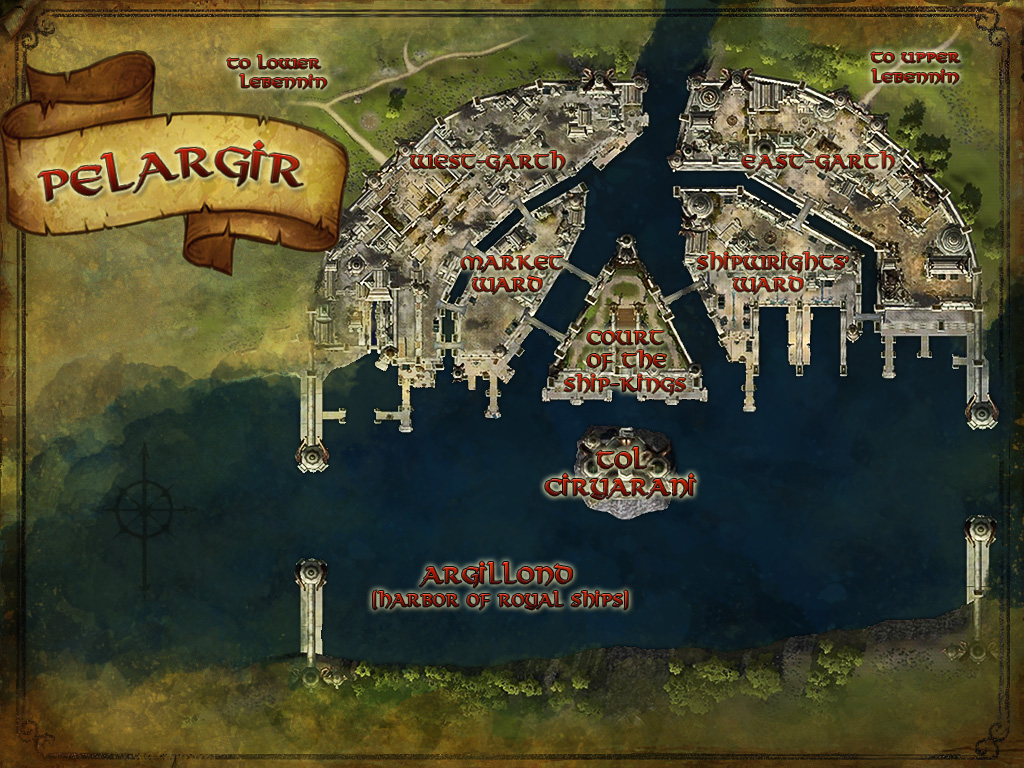 to Lower
Lebennin
to upper
Lebennin
PELARGIR
West-Garth
East-Garth
Market
Ward
Shipwrights'
Ward
Court
of the
Ship-Kings
Tol
Ciryarani
Argillond
(Harbor of Royal Ships)